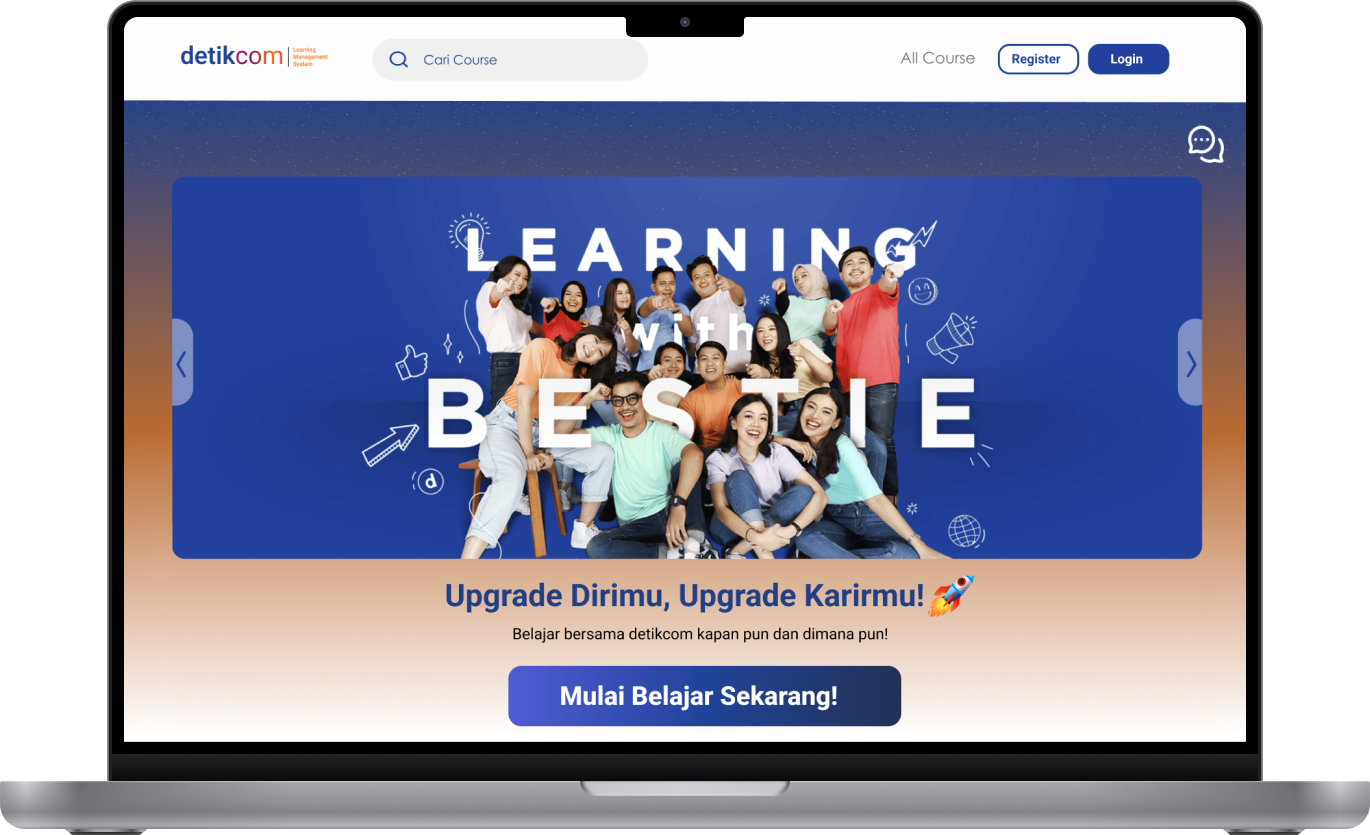 detikcom
Learning
Management
System
Cari Course
All Course
Register
Login
LEARNING
with
BESTIE
d
Upgrade Dirimu, Upgrade Karirmu!
Belajar bersama detikcom kapan pun dan dimana pun!
Mulai Belajar Sekarang!